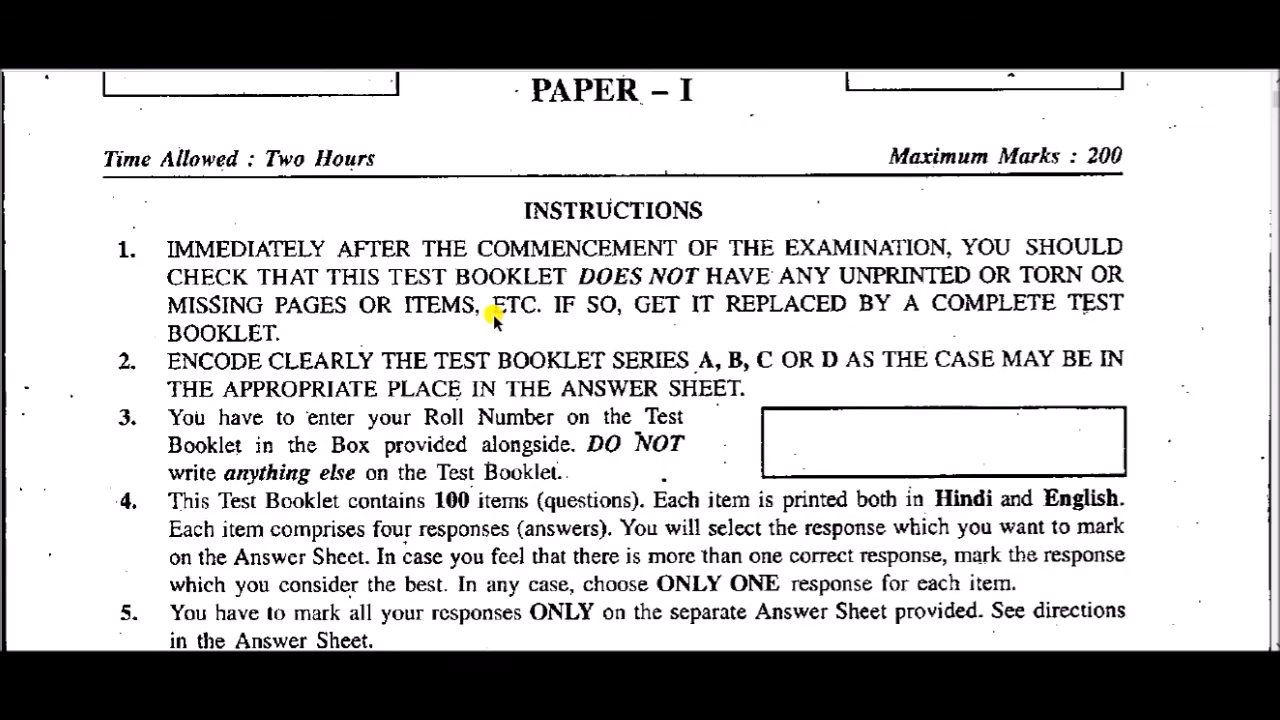 PAPER – I
Time Allowed : Two Hours
Maximum Marks : 200
INSTRUCTIONS
1. IMMEDIATELY AFTER THE COMMENCEMENT OF THE EXAMINATION, YOU SHOULD
CHECK THAT THIS TEST BOOKLET DOES NOT HAVE ANY UNPRINTED OR TORN OR
MISSING PAGES OR ITEMS, ETC. IF SO, GET IT REPLACED BY A COMPLETE TEST
BOOKLET.
2. ENCODE CLEARLY THE TEST BOOKLET SERIES A, B, C OR D AS THE CASE MAY BE IN
THE APPROPRIATE PLACE IN THE ANSWER SHEET.
3. You have to enter your Roll Number on the Test
Booklet in the Box provided alongside. DO NOT
write anything else on the Test Booklet.
4. This Test Booklet contains 100 items (questions). Each item is printed both in Hindi and English.
Each item comprises four responses (answers). You will select the response which you want to mark
on the Answer Sheet. In case you feel that there is more than one correct response, mark the response
which you consider the best. In any case, choose ONLY ONE response for each item.
5. You have to mark all your responses ONLY on the separate Answer Sheet provided. See directions
in the Answer Sheet.